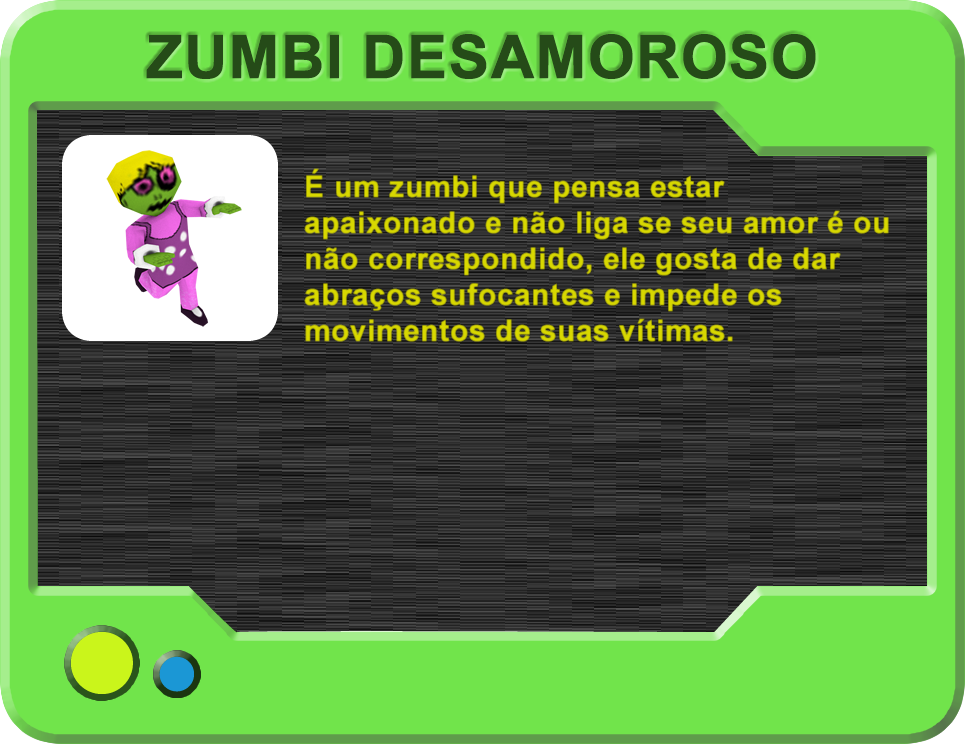 ZUMBI DESAMOROSO
É um zumbi que pensa estar
apaixonado e não liga se seu amor é ou
não correspondido, ele gosta de dar
abraços sufocantes e impede os
movimentos de suas vítimas.